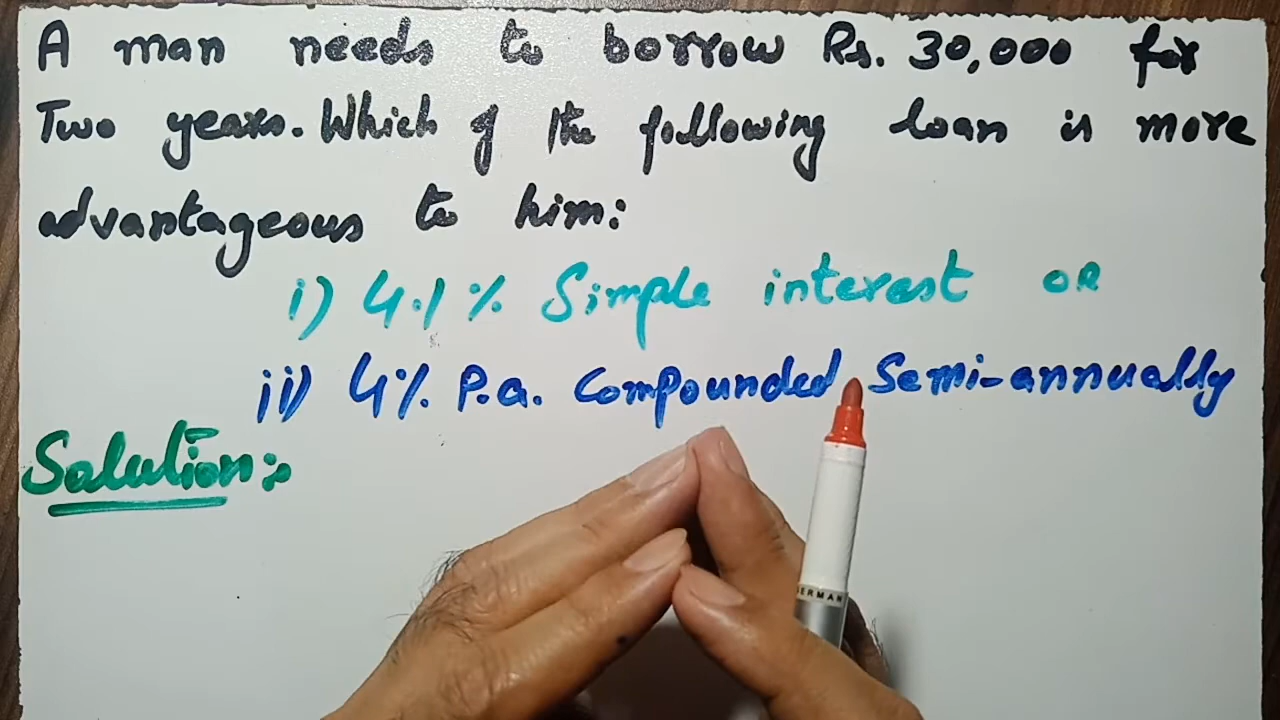 A man needs to borrow Rs. 30,000 for
Two years. Which of the following loan is more
advantageous to him:
i) 4.1% Simple interest OR
ii) 4% P.a. Compounded Semi-annually
Solution: